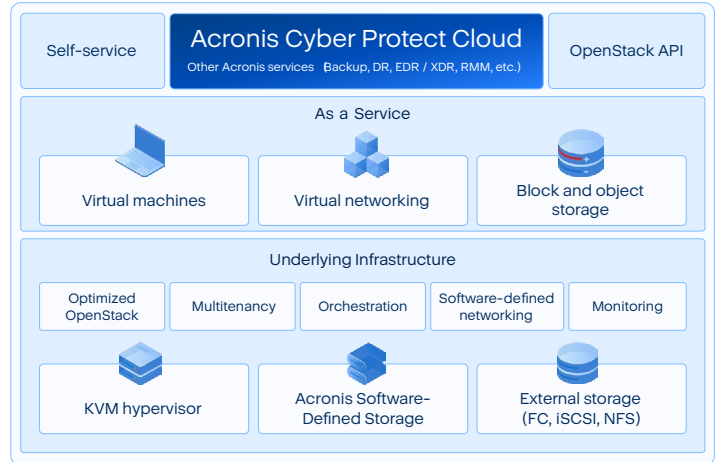 Self-service
Acronis Cyber Protect Cloud
Other Acronis services (Backup, DR, EDR / XDR, RMM, etc.)
OpenStack API
As a Service
Virtual machines
Virtual networking
Block and object
storage
Underlying Infrastructure
Optimized
OpenStack
Multitenancy
Orchestration
Software-defined
networking
Monitoring
KVM hypervisor
Acronis Software-
Defined Storage
External storage
(FC, iSCSI, NFS)